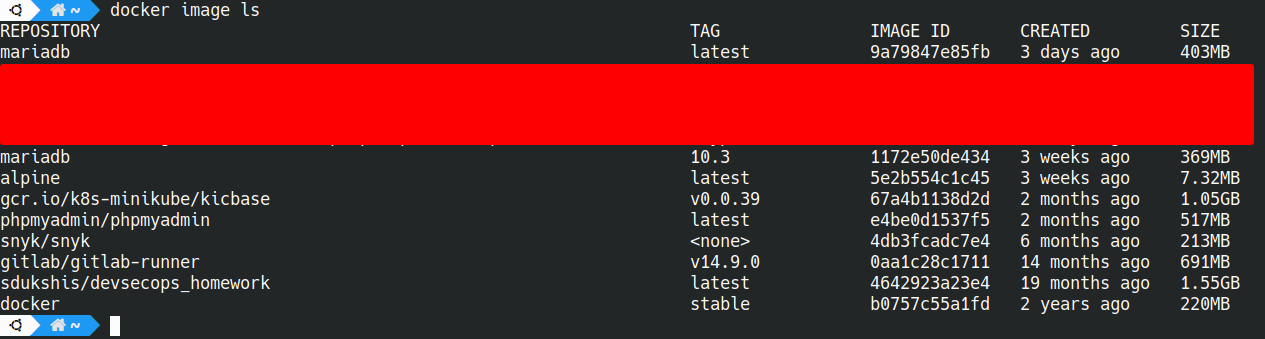 ~ docker image ls
REPOSITORY TAG IMAGE ID CREATED SIZE
mariadb latest 9a79847e85fb 3 days ago 403MB
mariadb 10.3 1172e50de434 3 weeks ago 369MB
alpine latest 5e2b554c1c45 3 weeks ago 7.32MB
gcr.io/k8s-minikube/kicbase v0.0.39 67a4b1138d2d 2 months ago 1.05GB
phpmyadmin/phpmyadmin latest e4be0d1537f5 2 months ago 517MB
snyk/snyk <none> 4db3fcadc7e4 6 months ago 213MB
gitlab/gitlab-runner v14.9.0 0aa1c28c1711 14 months ago 691MB
sdukshis/devsecops_homework latest 4642923a23e4 19 months ago 1.55GB
docker stable b0757c55a1fd 2 years ago 220MB
~